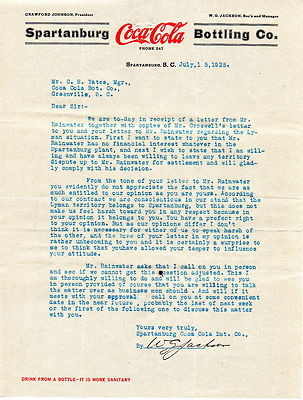 CRAWFORD JOHNSON, President
W. G. JACKSON, Sec'y and Manager
Spartanburg Coca-Cola Bottling Co.
PHONE 247
SPARTANBURG, S. C. July, 1 5, 1925.
Mr. C. H. Yates, Mgr.,
Coca Cola Bot. Co.,
Greenville, S. C.
Dear Sir:-
We are to-day in receipt of a letter from Mr.
Rainwater together with copies of Mr. Croswell's letter
to you and your letter to Mr. Rainwater regarding the Ly-
man situation. First I want to state to you that Mr.
Rainwater has no financial interest whatever in the
Spartanburg plant, and next I wish to state that I am will-
ing and have always been willing to leave any territory
dispute up to Mr. Rainwater for settlement and will glad-
ly comply with his decision.
From the tone of your letter to Mr. Rainwater
you evidently do not appreciate the fact that we are as
much entitled to our opinion as you are yours. According
to our contract we are conscientious in our stand that the
Lyman territory belongs to Spartanburg, but this does not
make us feel harsh toward you in any respect because in
your opinion it belongs to you. You have a perfect right
to your opinion. But as our opinions differ I don't
think it is necessary for either of us to speak harsh of
the other, and the tone of your letter in my opinion is
rather unbecoming to you and it is certainly a surprise to
me to think that youhave allowed your temper to influence
your attitude.
Mr. Rainwater asks that I call on you in person
and see if we cannot get this question adjusted. This I
am thoroughly willing to do and will be glad to see you
in person provided of course that you are willing to talk
the matter over as business men should. And will if it
meets with your approval call on you at some convenient
date in the near future, probably the last of next week
or the first of the following one to discuss this matter
with you.
Yours very truly,
Spartanburg Coca Cola Bot. Co.,
By W G Jackson
DRINK FROM A BOTTLE—IT IS MORE SANITARY